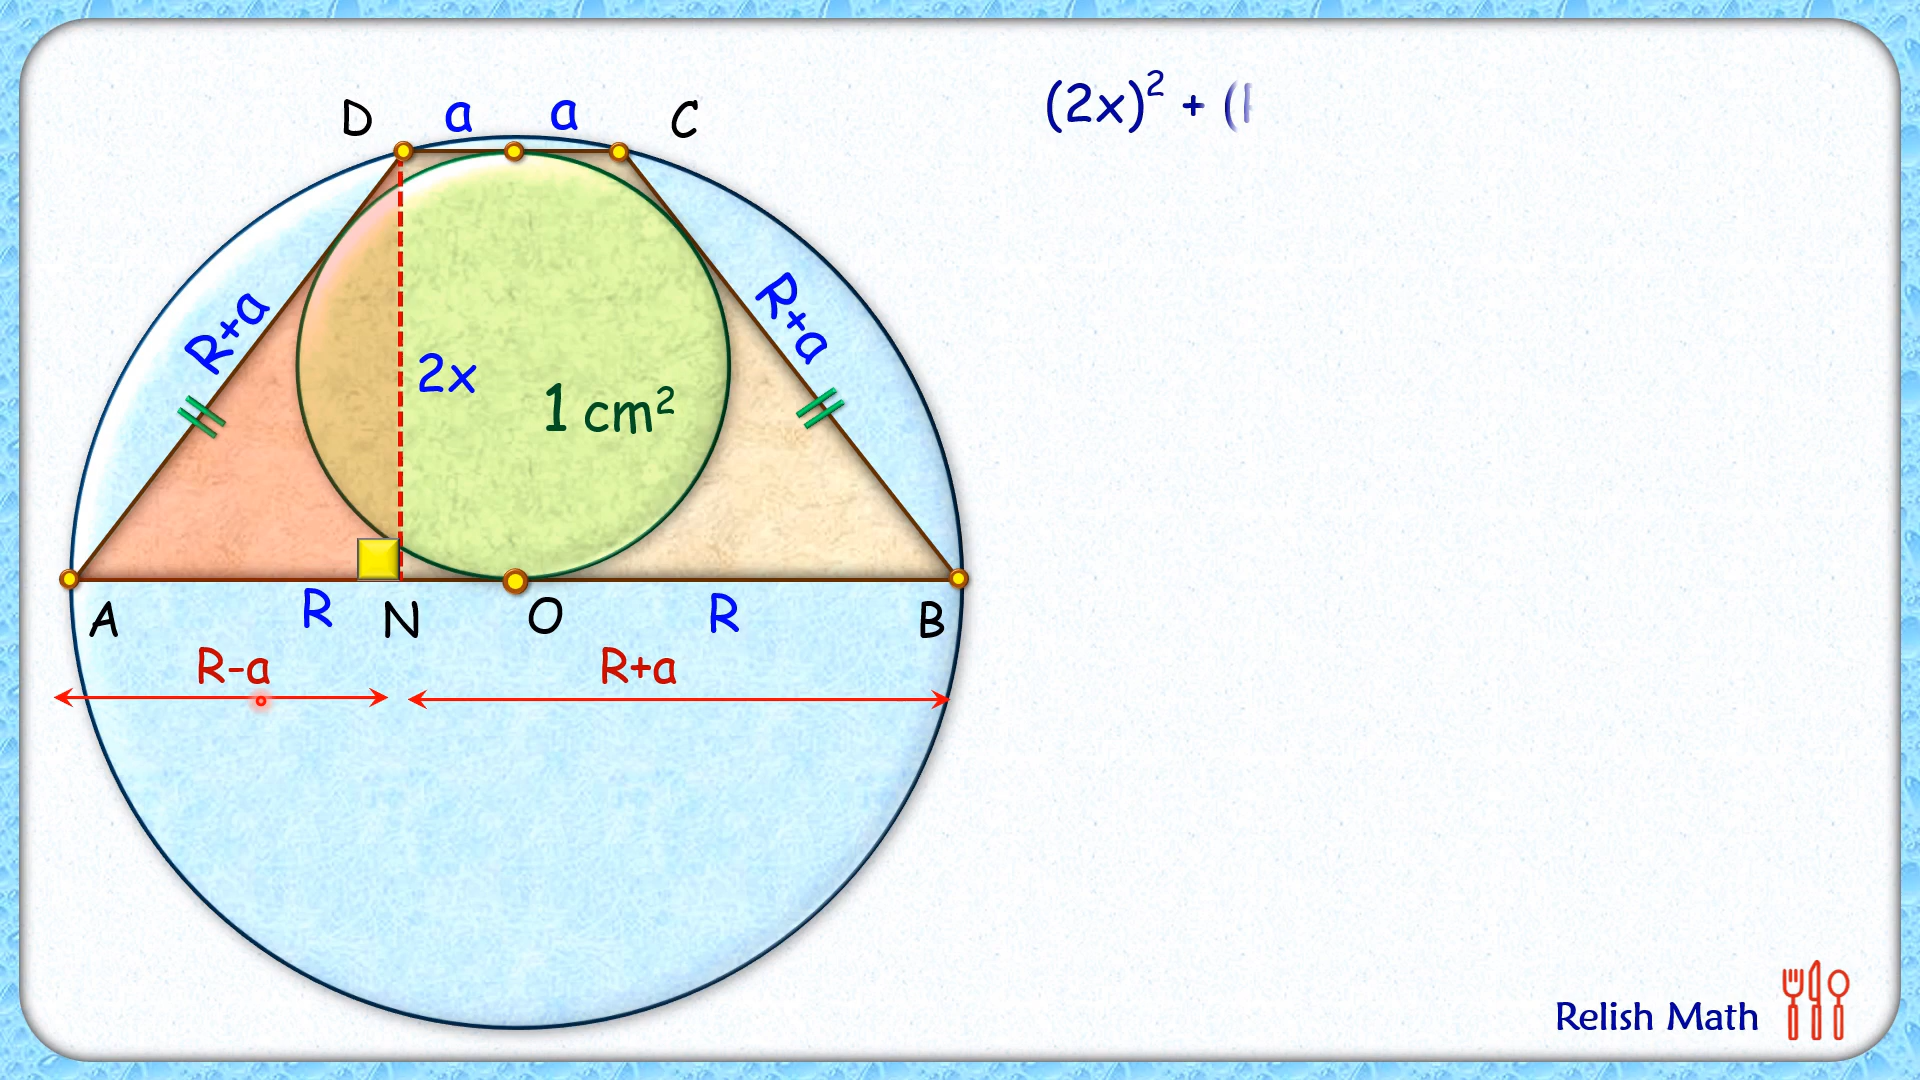 D a a C
(2x)² + (
R+a
R+a
2x
1 cm²
A R N O R B
R-a
R+a
Relish Math